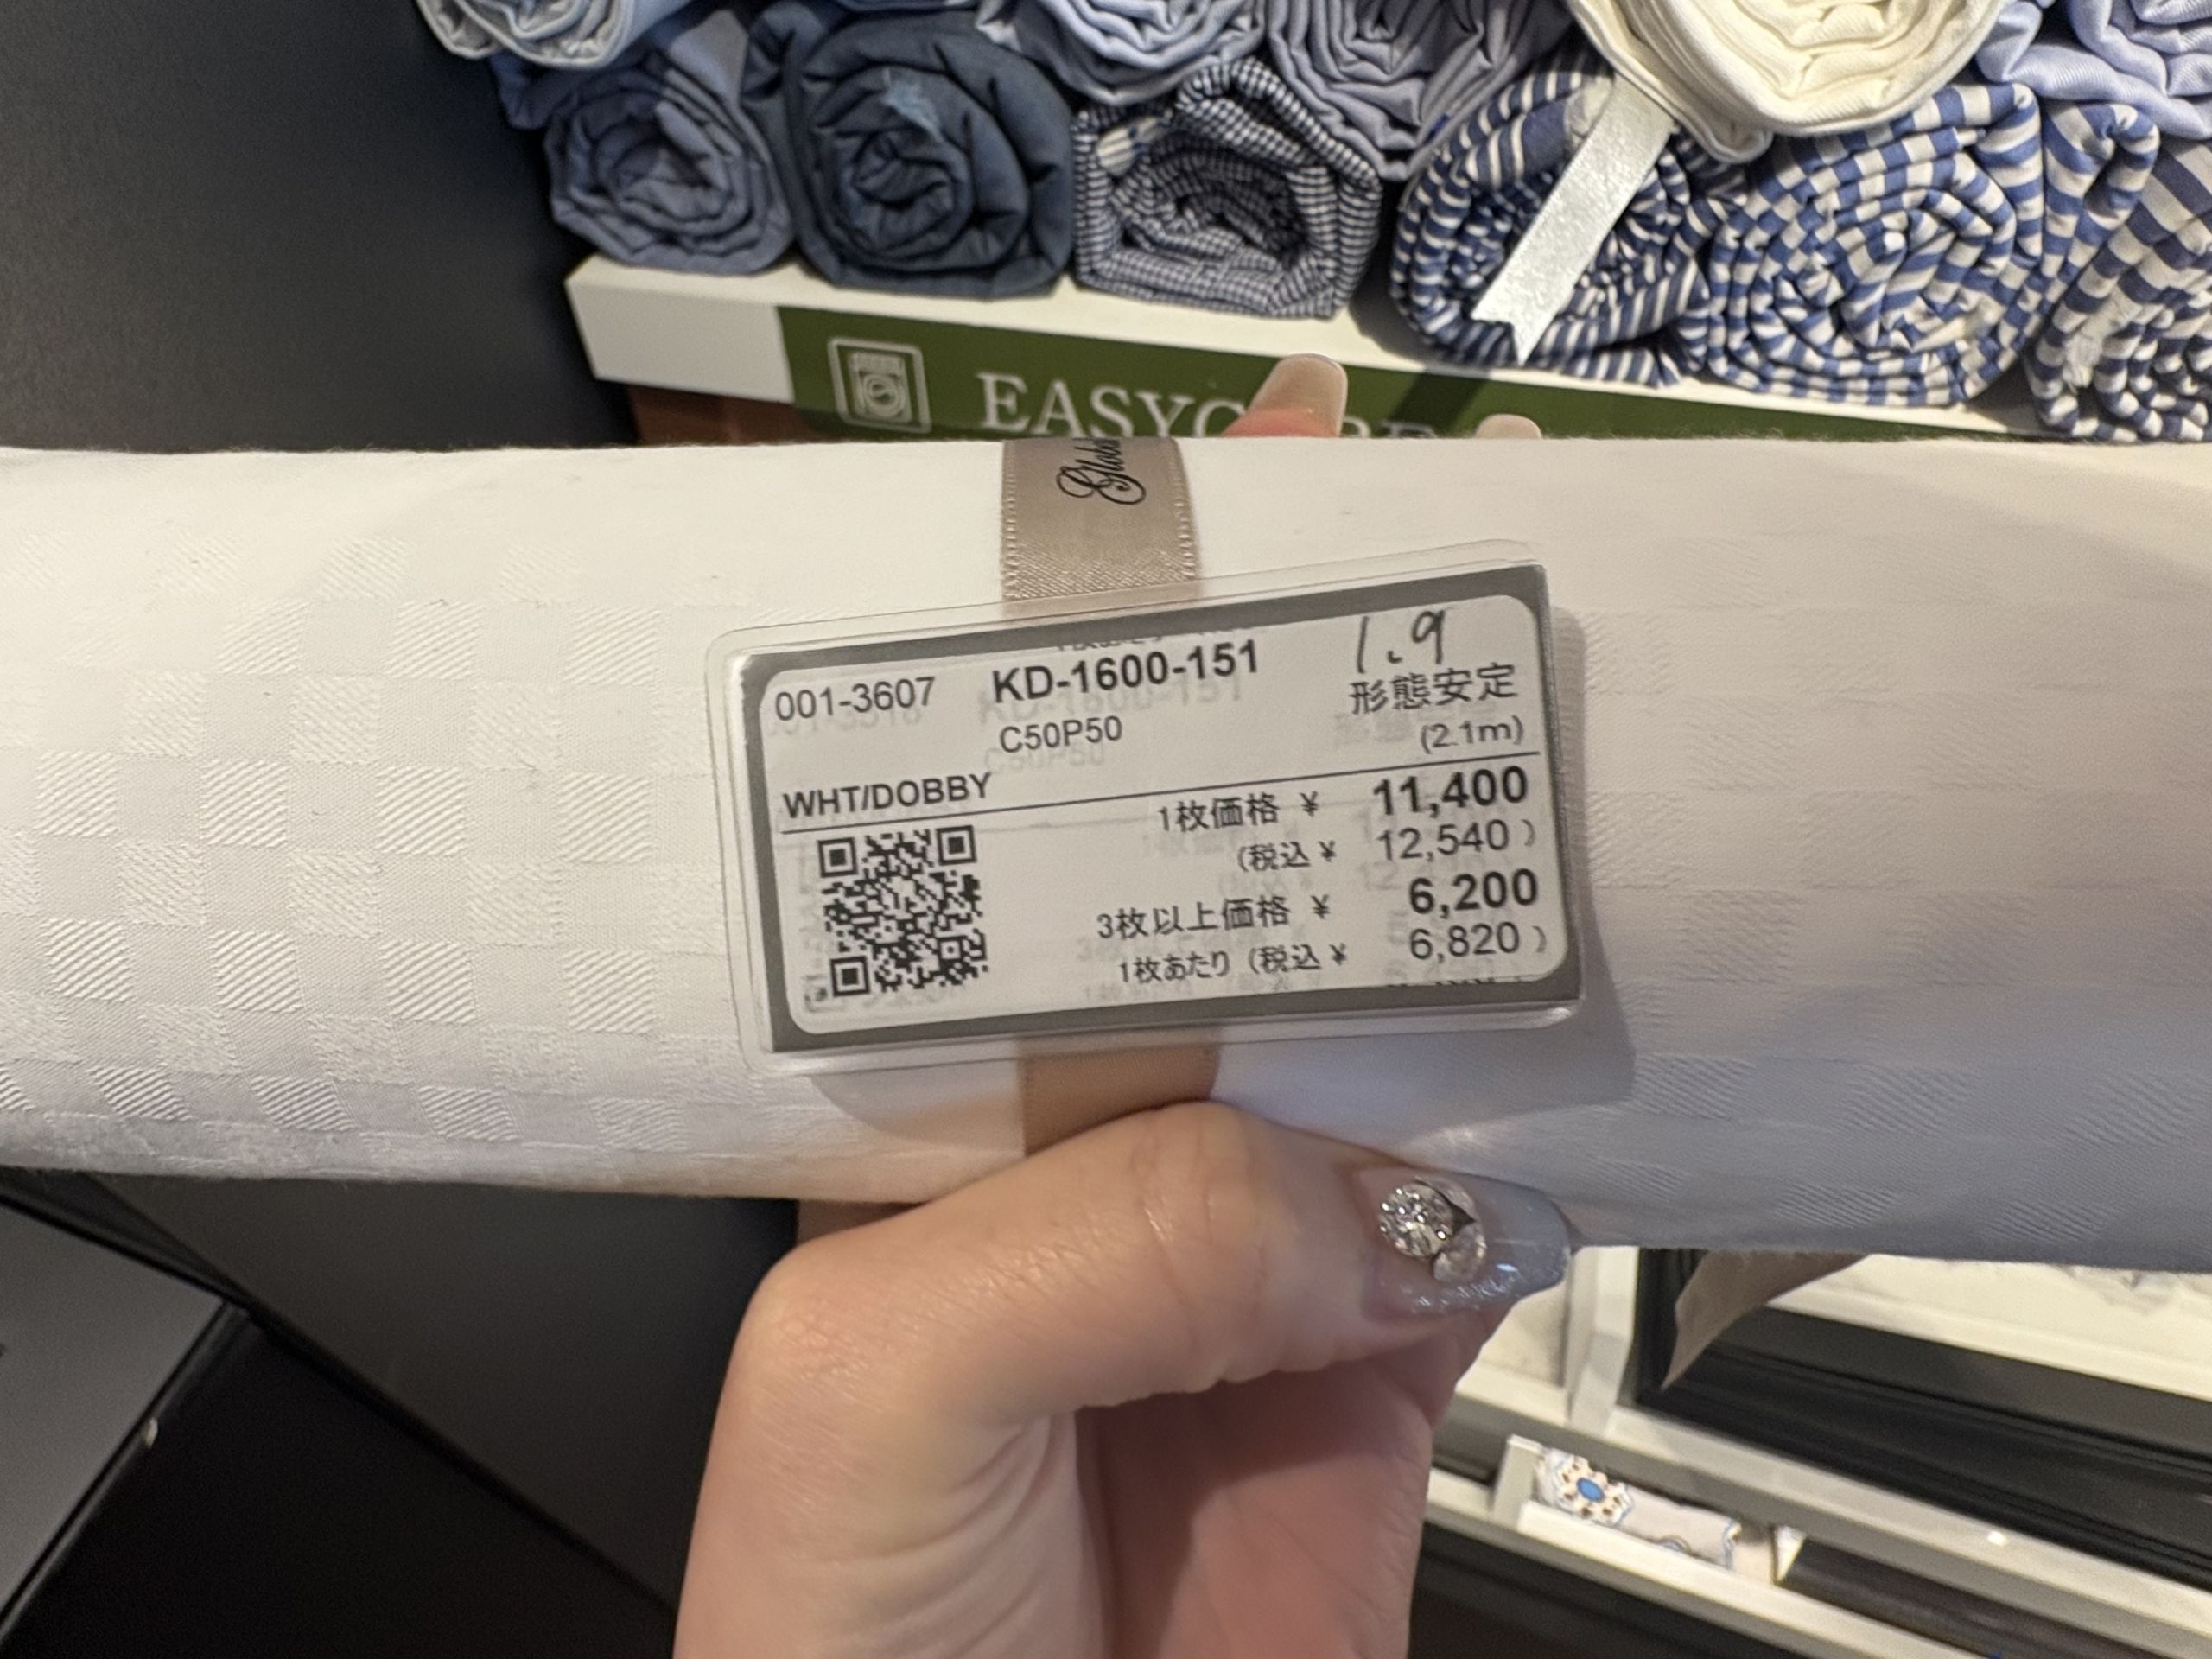 001-3607 KD-1600-151 1.9
C50P50 形態安定
(2.1m)
WHT/DOBBY
1枚価格 ¥ 11,400
(税込 ¥ 12,540)
3枚以上価格 ¥ 6,200
1枚あたり (税込 ¥ 6,820)